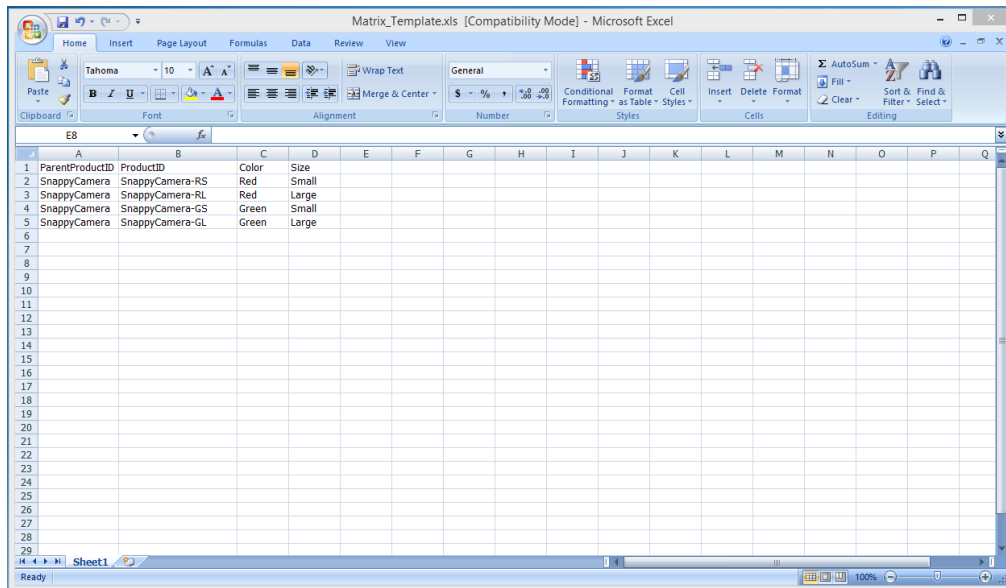 Matrix_Template.xls [Compatibility Mode] - Microsoft Excel
Home Insert Page Layout Formulas Data Review View
Paste
Tahoma 10 A A Wrap Text General
B I U A Merge & Center $ % , .0 .00 .00 .0
Conditional Formatting Format as Table Cell Styles
Insert Delete Format
Σ AutoSum
Fill
Clear
Sort & Filter Find & Select
Clipboard Font Alignment Number Styles Cells Editing
E8 fx
A B C D E F G H I J K L M N O P Q
1 ParentProductID ProductID Color Size
2 SnappyCamera SnappyCamera-RS Red Small
3 SnappyCamera SnappyCamera-RL Red Large
4 SnappyCamera SnappyCamera-GS Green Small
5 SnappyCamera SnappyCamera-GL Green Large
6
7
8
9
10
11
12
13
14
15
16
17
18
19
20
21
22
23
24
25
26
27
28
29
Sheet1
Ready 100%